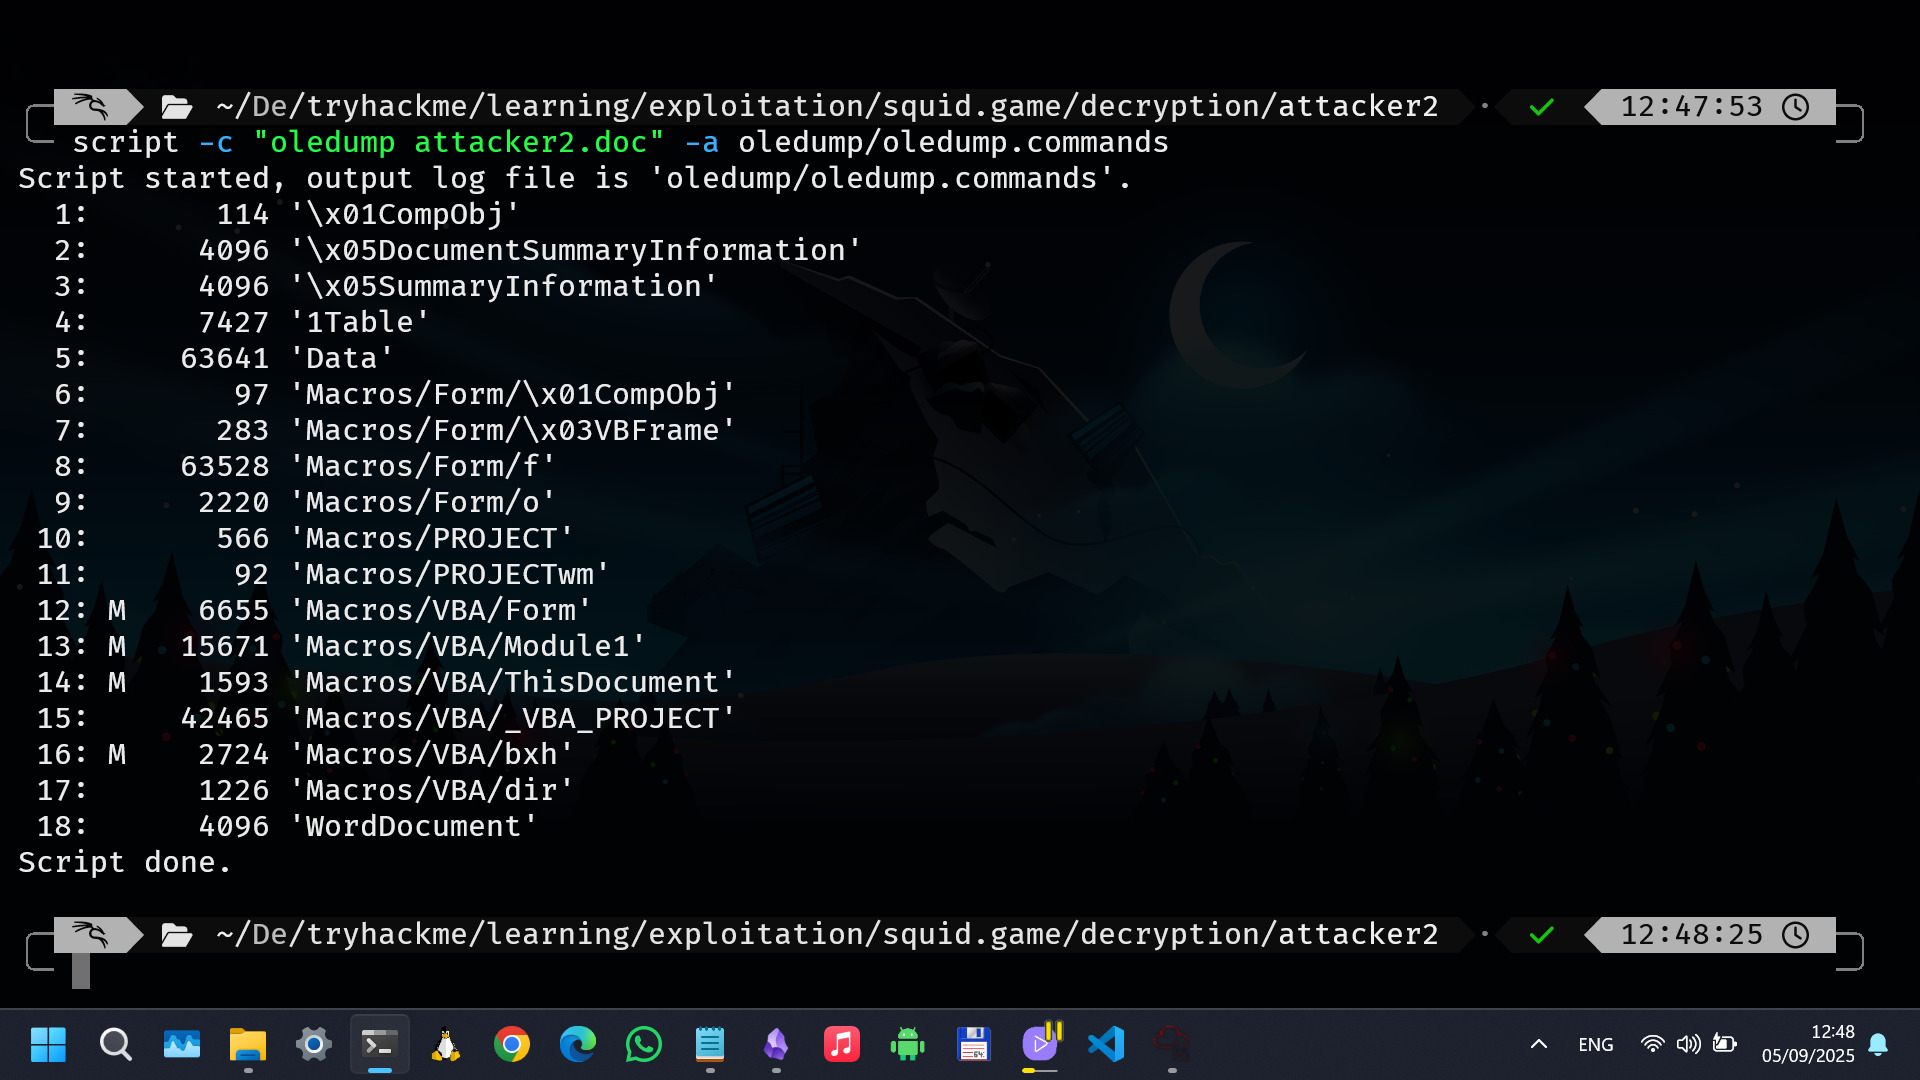 ~/De/tryhackme/learning/exploitation/squid.game/decryption/attacker2 12:47:53
script -c "oledump attacker2.doc" -a oledump/oledump.commands
Script started, output log file is 'oledump/oledump.commands'.
1: 114 '\x01CompObj'
2: 4096 '\x05DocumentSummaryInformation'
3: 4096 '\x05SummaryInformation'
4: 7427 '1Table'
5: 63641 'Data'
6: 97 'Macros/Form/\x01CompObj'
7: 283 'Macros/Form/\x03VBFrame'
8: 63528 'Macros/Form/f'
9: 2220 'Macros/Form/o'
10: 566 'Macros/PROJECT'
11: 92 'Macros/PROJECTwm'
12: M 6655 'Macros/VBA/Form'
13: M 15671 'Macros/VBA/Module1'
14: M 1593 'Macros/VBA/ThisDocument'
15: 42465 'Macros/VBA/_VBA_PROJECT'
16: M 2724 'Macros/VBA/bxh'
17: 1226 'Macros/VBA/dir'
18: 4096 'WordDocument'
Script done.
~/De/tryhackme/learning/exploitation/squid.game/decryption/attacker2 12:48:25
64
ENG
12:48
05/09/2025